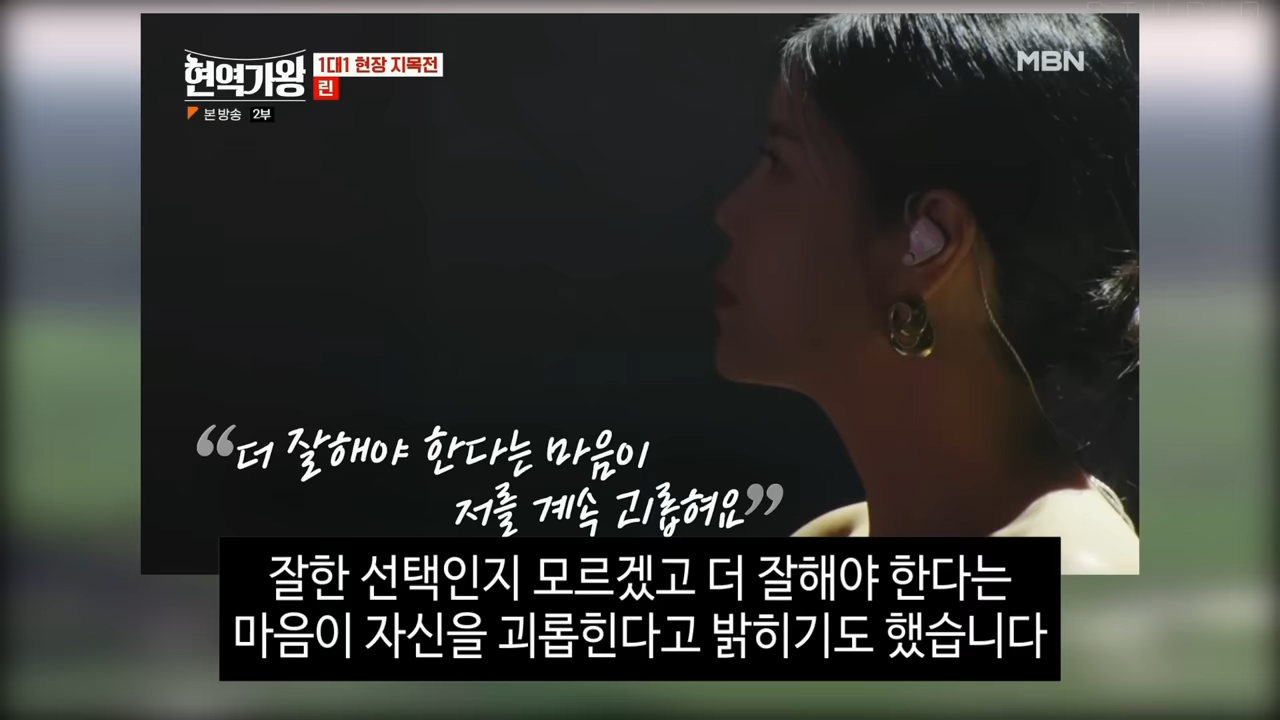 STUDIO
현역가왕
1대1 현장 지목전
린
본 방송 2부
MBN
“더 잘해야 한다는 마음이
저를 계속 괴롭혀요”
잘한 선택인지 모르겠고 더 잘해야 한다는
마음이 자신을 괴롭힌다고 밝히기도 했습니다